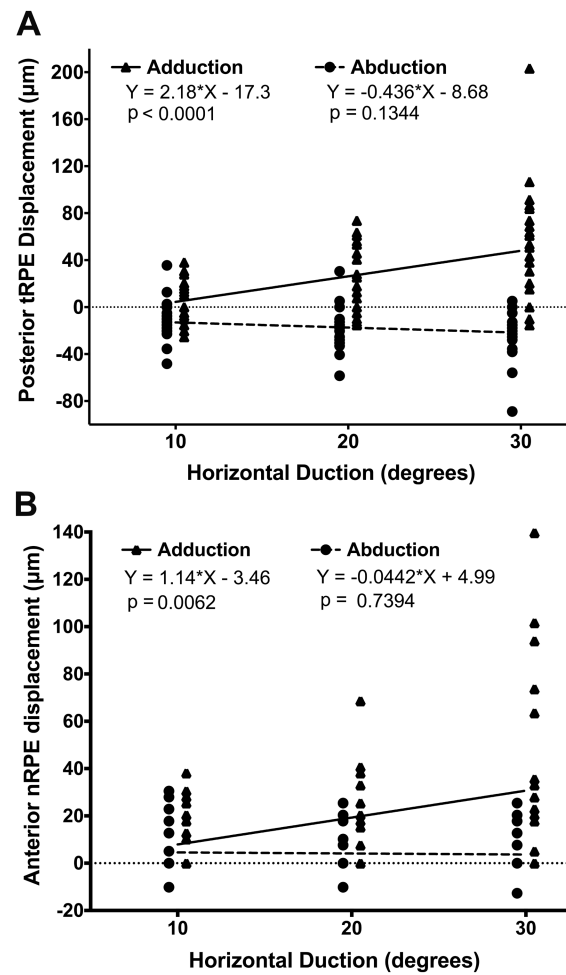 A
Adduction Abduction
Y = 2.18*X - 17.3 Y = -0.436*X - 8.68
p < 0.0001 p = 0.1344
Posterior tRPE Displacement (µm)
200
160
120
80
40
0
-40
-80
10 20 30
Horizontal Duction (degrees)
B
Adduction Abduction
Y = 1.14*X - 3.46 Y = -0.0442*X + 4.99
p = 0.0062 p = 0.7394
Anterior nRPE displacement (µm)
140
120
100
80
60
40
20
0
-20
10 20 30
Horizontal Duction (degrees)